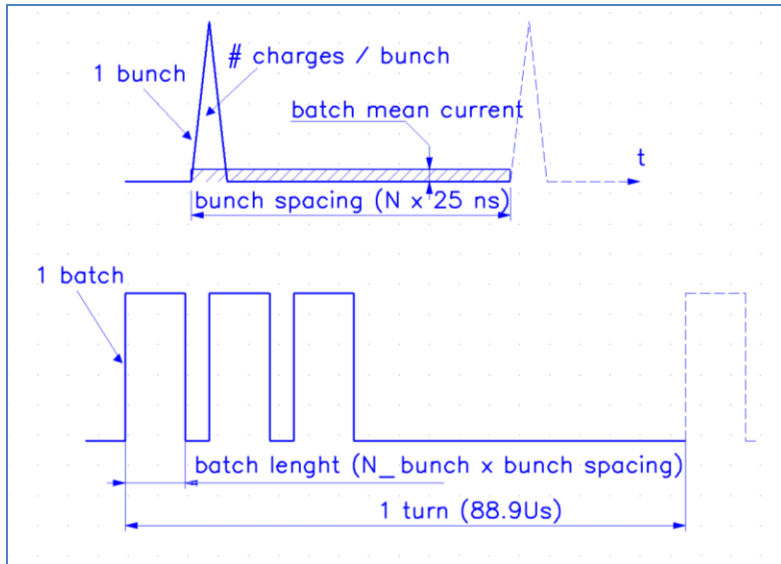 1 bunch
# charges / bunch
batch mean current
t
bunch spacing (N x 25 ns)
1 batch
batch lenght (N_bunch x bunch spacing)
1 turn (88.9Us)